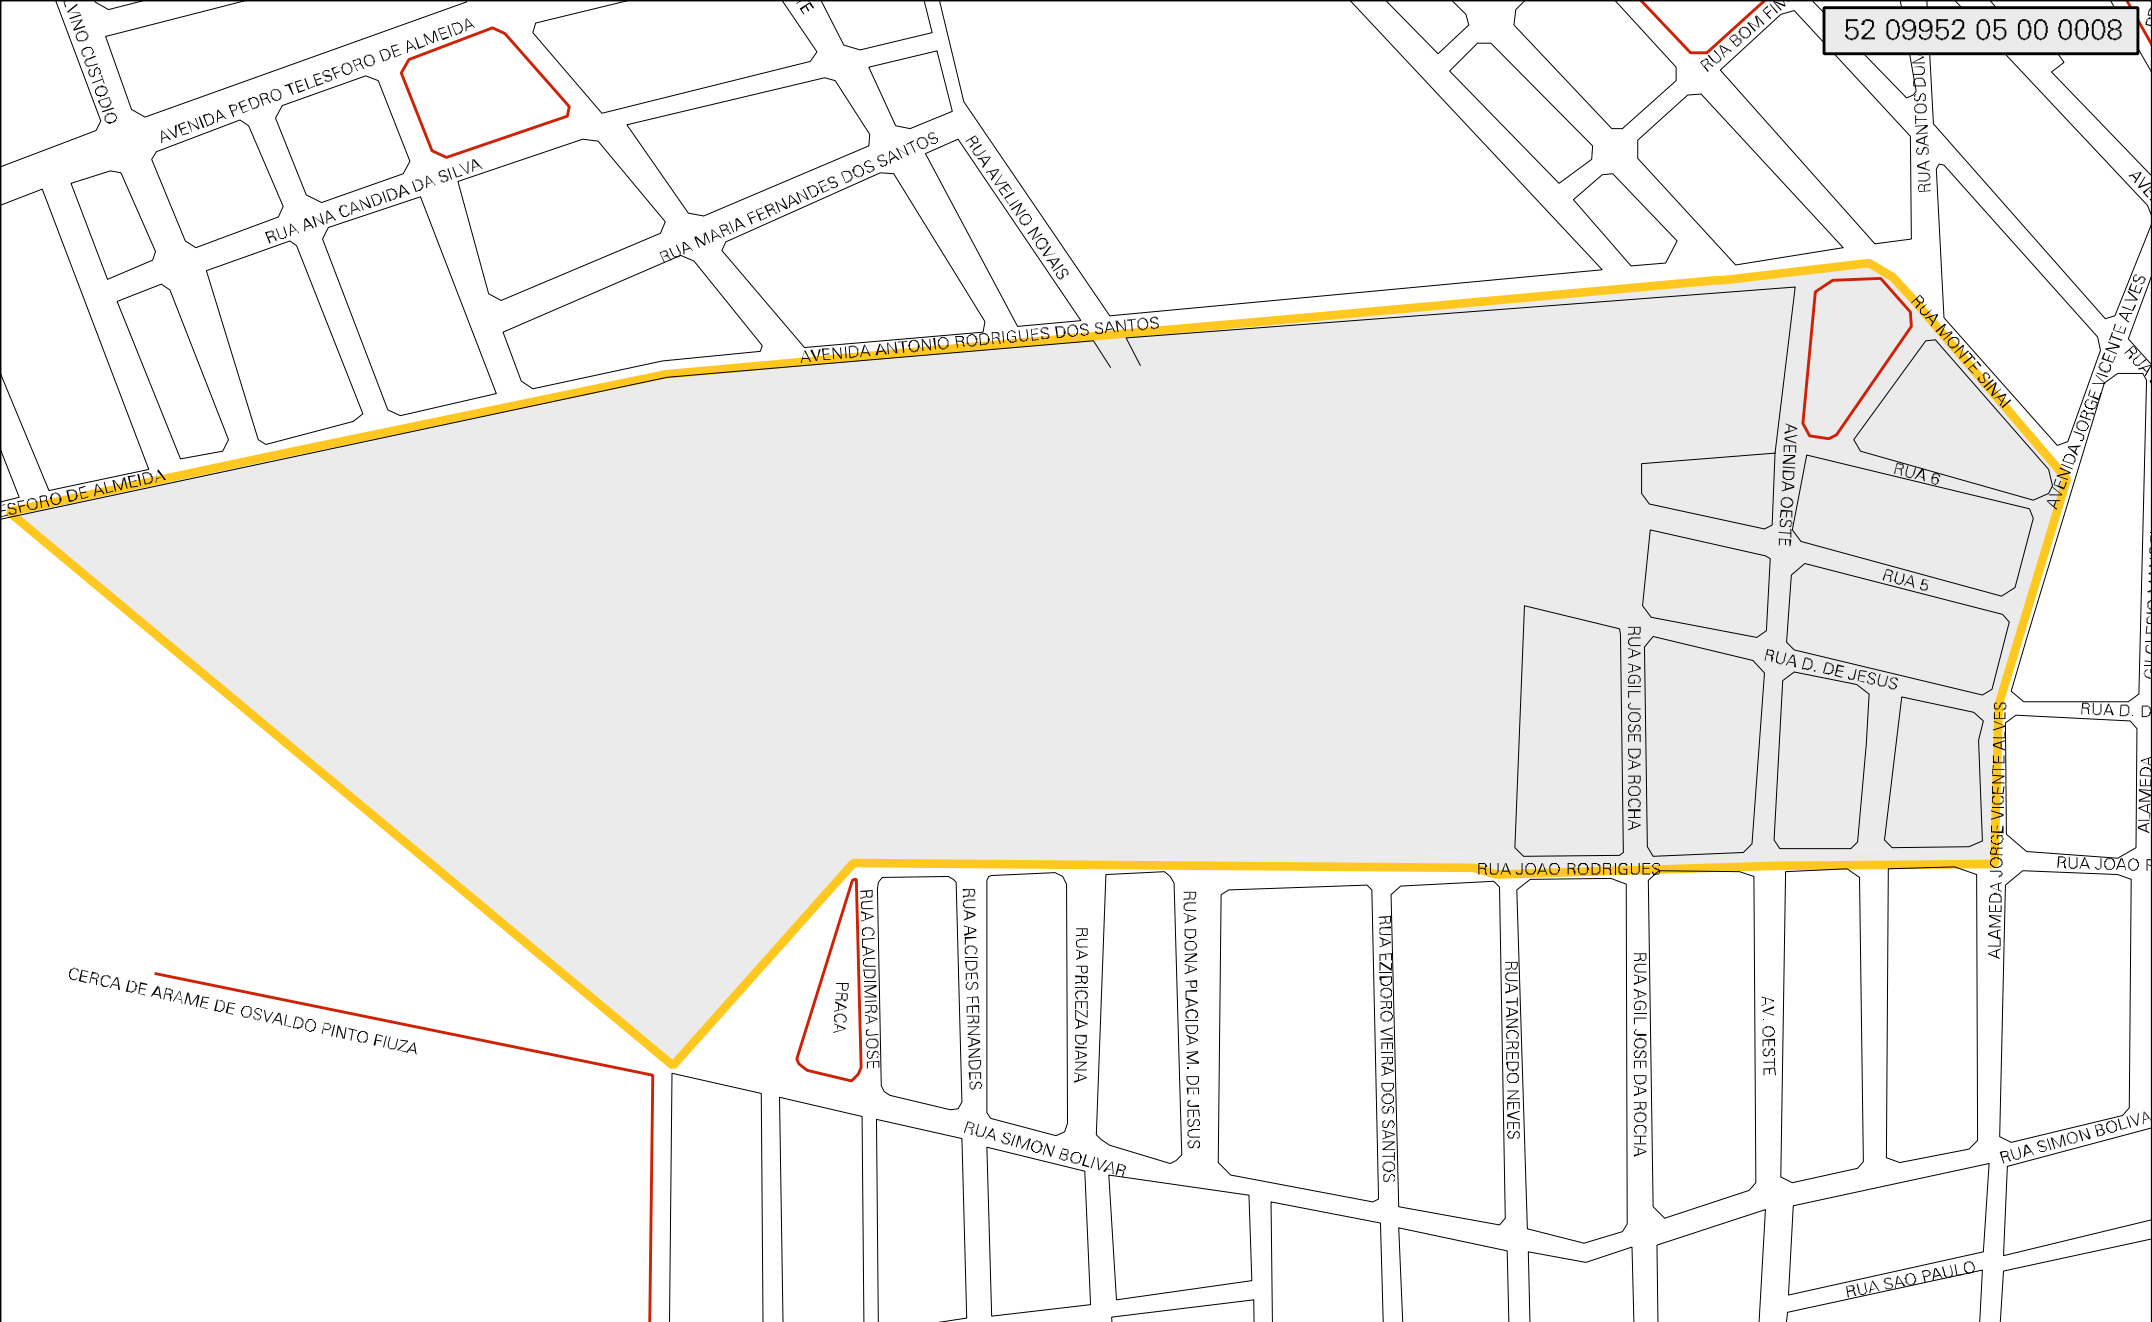 52 09952 05 00 0008
AVENIDA PEDRO TELESFORO DE ALMEIDA
RUA ANA CANDIDA DA SILVA
RUA MARIA FERNANDES DOS SANTOS
RUA AVELINO NOVAIS
RUA BOM FIM
RUA SANTOS DUM
AVENIDA ANTONIO RODRIGUES DOS SANTOS
ESFORO DE ALMEIDA
VINO CUSTODIO
RUA MONTE SINAI
AVENIDA JORGE VICENTE ALVES
AVE
RUA
AVENIDA OESTE
RUA 6
RUA 5
RUA D. DE JESUS
RUA AGIL JOSE DA ROCHA
RUA D. D
ALAMEDA JORGE VICENTE ALVES
ALAMEDA
RUA JOAO RODRIGUES
RUA JOAO R
CERCA DE ARAME DE OSVALDO PINTO FIUZA
PRACA
RUA CLAUDIMIRA JOSE
RUA ALCIDES FERNANDES
RUA PRICEZA DIANA
RUA DONA PLACIDA M. DE JESUS
RUA EZIDORO VIEIRA DOS SANTOS
RUA TANCREDO NEVES
RUA AGIL JOSE DA ROCHA
AV. OESTE
RUA SIMON BOLIVAR
RUA SIMON BOLIVA
RUA SAO PAULO